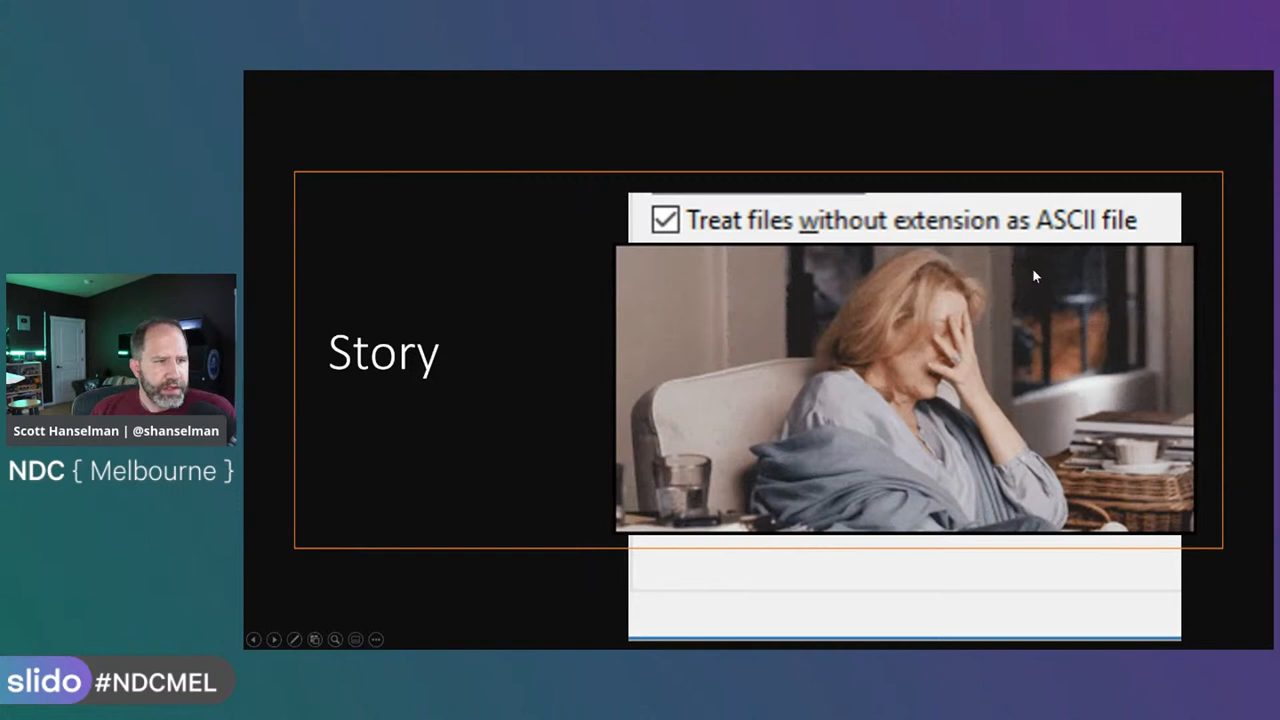 Treat files without extension as ASCII file
Story
Scott Hanselman | @shanselman
NDC { Melbourne }
slido #NDCMEL